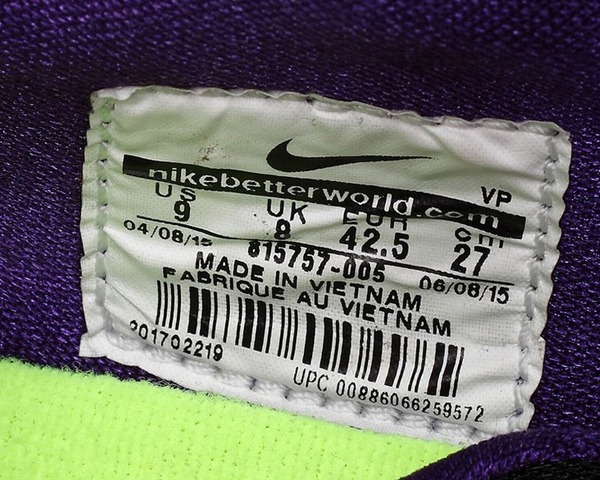 nikebetterworld.com
VP
US UK EUR cm
9 8 42.5 27
04/08/15 815757-005 06/08/15
MADE IN VIETNAM
FABRIQUE AU VIETNAM
201702219
UPC 00886066259572